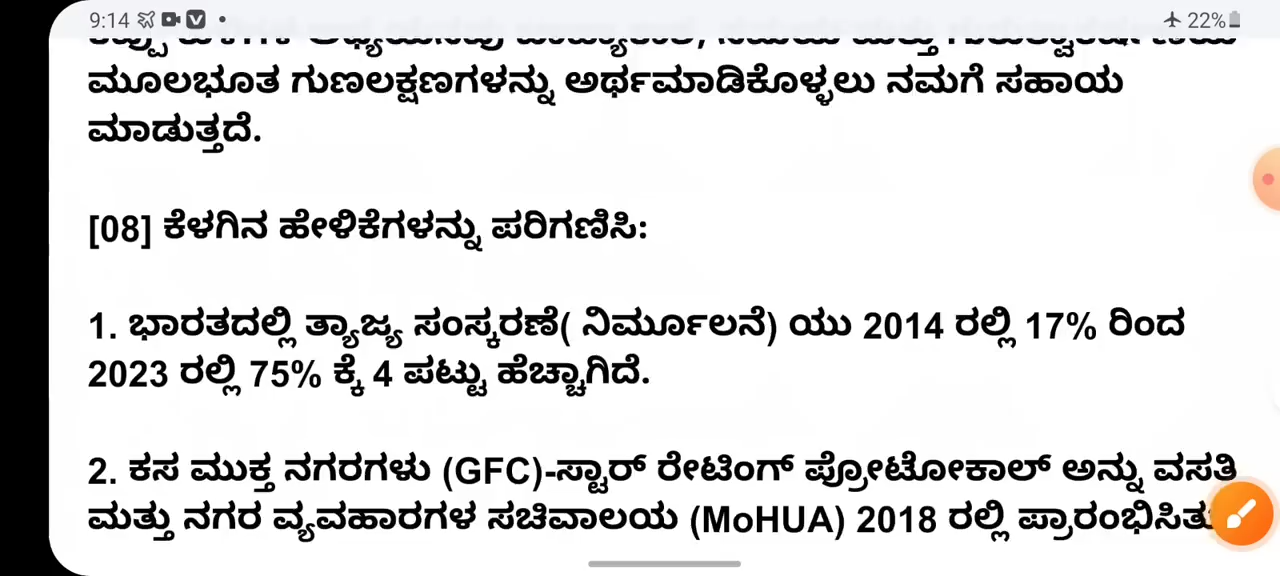 9:14
22%
ಮೂಲಭೂತ ಗುಣಲಕ್ಷಣಗಳನ್ನು ಅರ್ಥಮಾಡಿಕೊಳ್ಳಲು ನಮಗೆ ಸಹಾಯ
ಮಾಡುತ್ತದೆ.
[08] ಕೆಳಗಿನ ಹೇಳಿಕೆಗಳನ್ನು ಪರಿಗಣಿಸಿ:
1. ಭಾರತದಲ್ಲಿ ತ್ಯಾಜ್ಯ ಸಂಸ್ಕರಣೆ( ನಿರ್ಮೂಲನೆ) ಯು 2014 ರಲ್ಲಿ 17% ರಿಂದ
2023 ರಲ್ಲಿ 75% ಕ್ಕೆ 4 ಪಟ್ಟು ಹೆಚ್ಚಾಗಿದೆ.
2. ಕಸ ಮುಕ್ತ ನಗರಗಳು (GFC)-ಸ್ಟಾರ್ ರೇಟಿಂಗ್ ಪ್ರೋಟೋಕಾಲ್ ಅನ್ನು ವಸತಿ
ಮತ್ತು ನಗರ ವ್ಯವಹಾರಗಳ ಸಚಿವಾಲಯ (MoHUA) 2018 ರಲ್ಲಿ ಪ್ರಾರಂಭಿಸಿತು